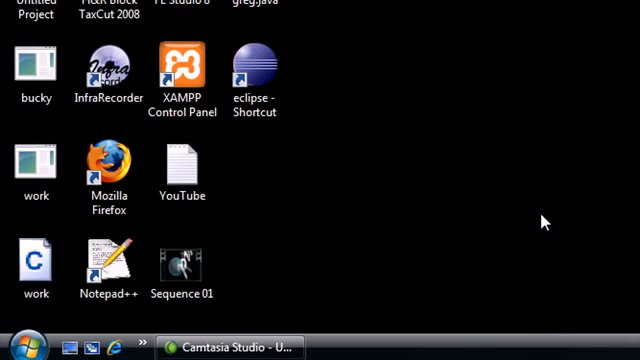 Untitled
Project
H&R Block
TaxCut 2008
FL Studio 8
greg.java
bucky
InfraRecorder
XAMPP
Control Panel
eclipse -
Shortcut
work
Mozilla
Firefox
YouTube
work
Notepad++
Sequence 01
Camtasia Studio - U...